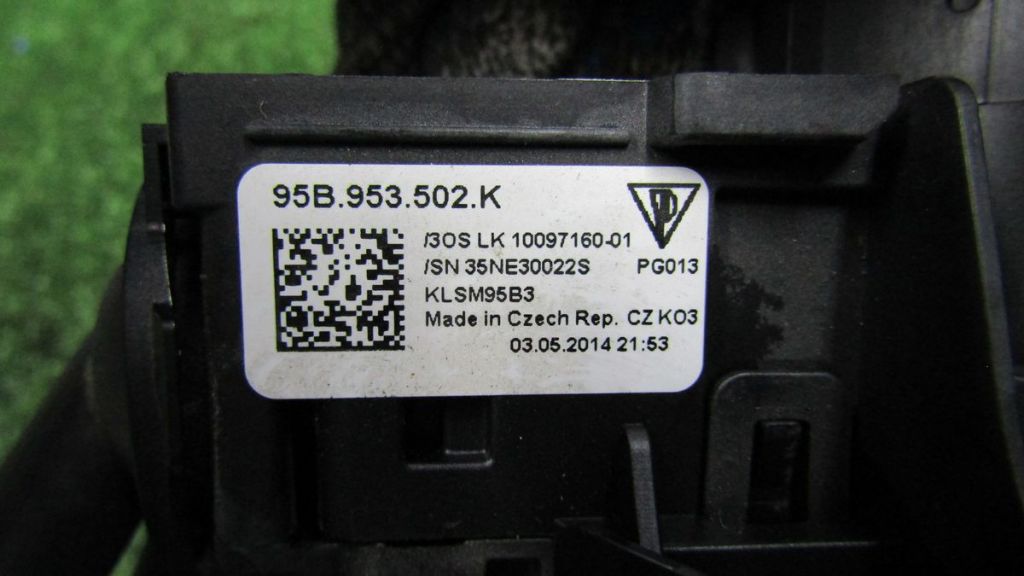 95B.953.502.K
/3OS LK 10097160-01
/SN 35NE30022S PG013
KLSM95B3
Made in Czech Rep. CZ KO3
03.05.2014 21:53